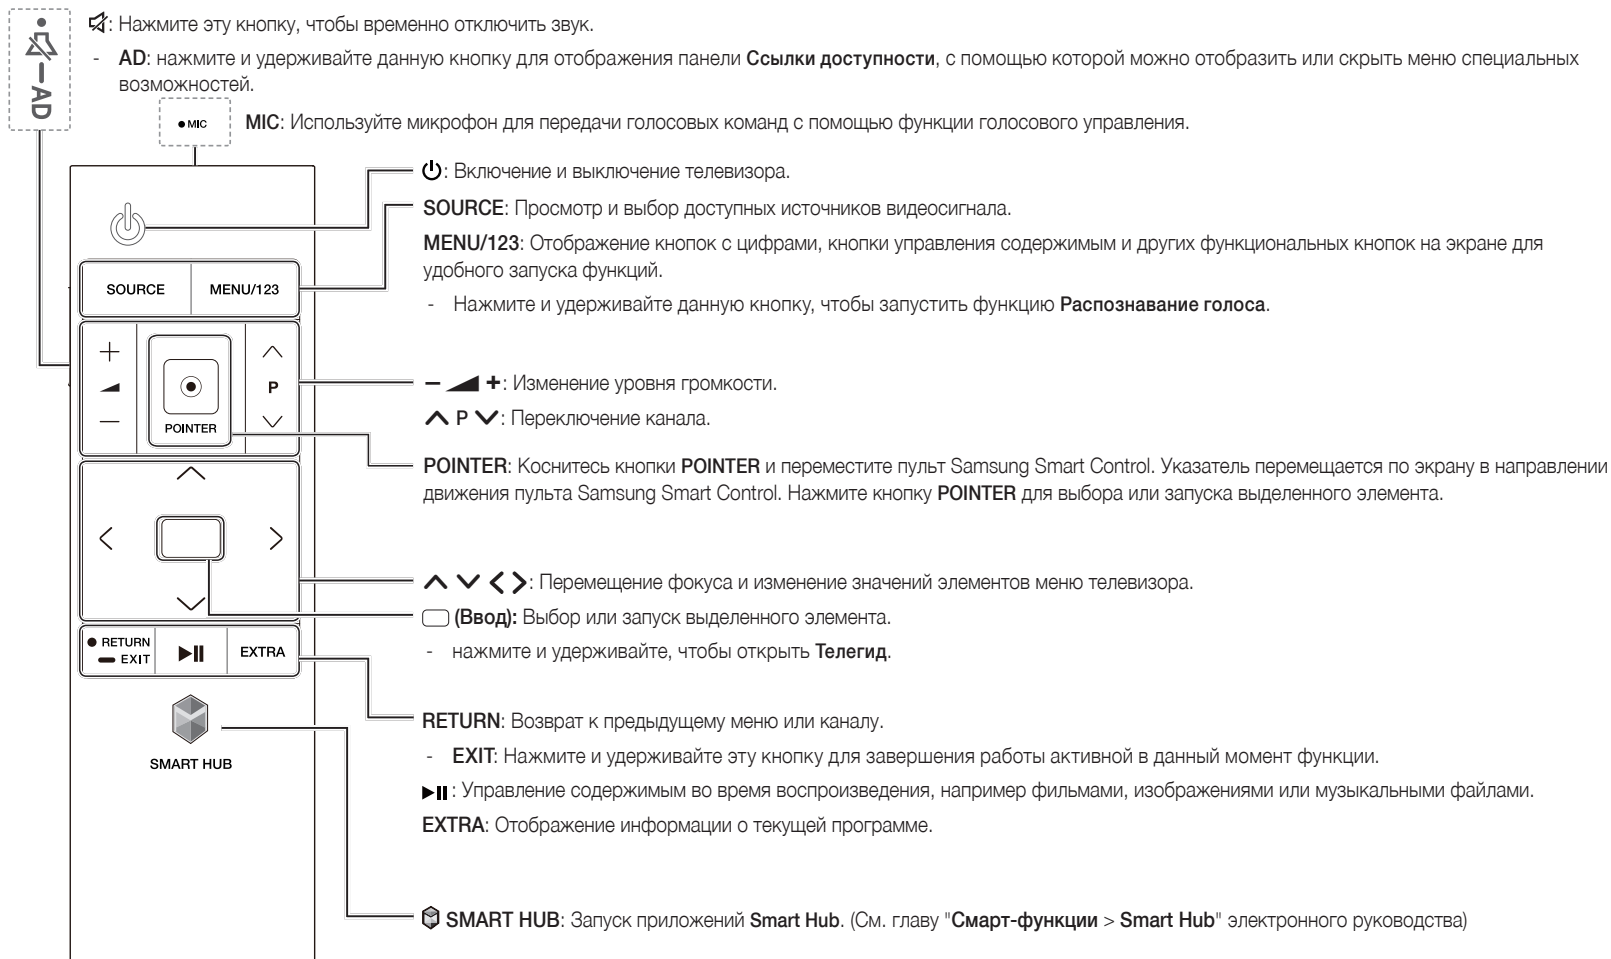 : Нажмите эту кнопку, чтобы временно отключить звук.
- AD: нажмите и удерживайте данную кнопку для отображения панели Ссылки доступности, с помощью которой можно отобразить или скрыть меню специальных
возможностей.
AD
MIC
MIC: Используйте микрофон для передачи голосовых команд с помощью функции голосового управления.
: Включение и выключение телевизора.
SOURCE: Просмотр и выбор доступных источников видеосигнала.
MENU/123: Отображение кнопок с цифрами, кнопки управления содержимым и других функциональных кнопок на экране для
удобного запуска функций.
- Нажмите и удерживайте данную кнопку, чтобы запустить функцию Распознавание голоса.
SOURCE
MENU/123
P
POINTER
− +: Изменение уровня громкости.
P : Переключение канала.
POINTER: Коснитесь кнопки POINTER и переместите пульт Samsung Smart Control. Указатель перемещается по экрану в направлении
движения пульта Samsung Smart Control. Нажмите кнопку POINTER для выбора или запуска выделенного элемента.
: Перемещение фокуса и изменение значений элементов меню телевизора.
(Ввод): Выбор или запуск выделенного элемента.
- нажмите и удерживайте, чтобы открыть Телегид.
RETURN
EXIT
EXTRA
RETURN: Возврат к предыдущему меню или каналу.
- EXIT: Нажмите и удерживайте эту кнопку для завершения работы активной в данный момент функции.
: Управление содержимым во время воспроизведения, например фильмами, изображениями или музыкальными файлами.
EXTRA: Отображение информации о текущей программе.
SMART HUB
SMART HUB: Запуск приложений Smart Hub. (См. главу "Смарт-функции > Smart Hub" электронного руководства)